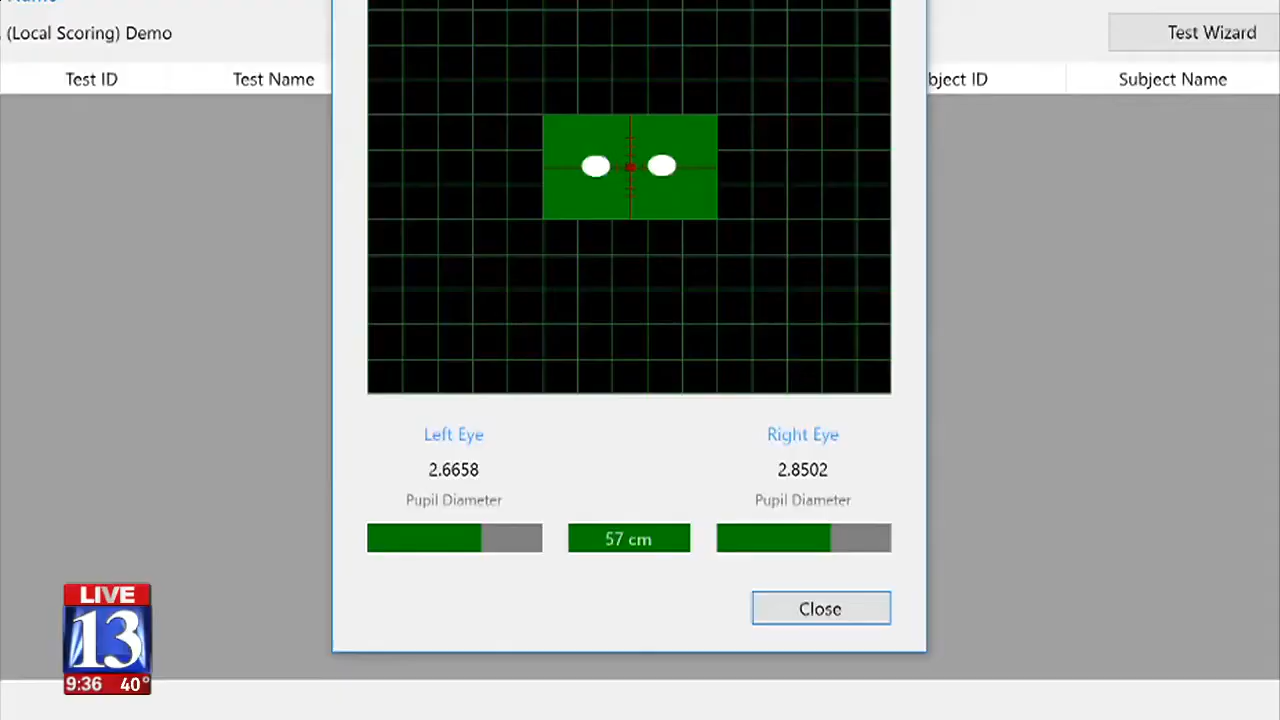 (Local Scoring) Demo
Test Wizard
Test ID
Test Name
bject ID
Subject Name
Left Eye
Right Eye
2.6658
2.8502
Pupil Diameter
Pupil Diameter
57 cm
Close
LIVE
13
9:36 40°